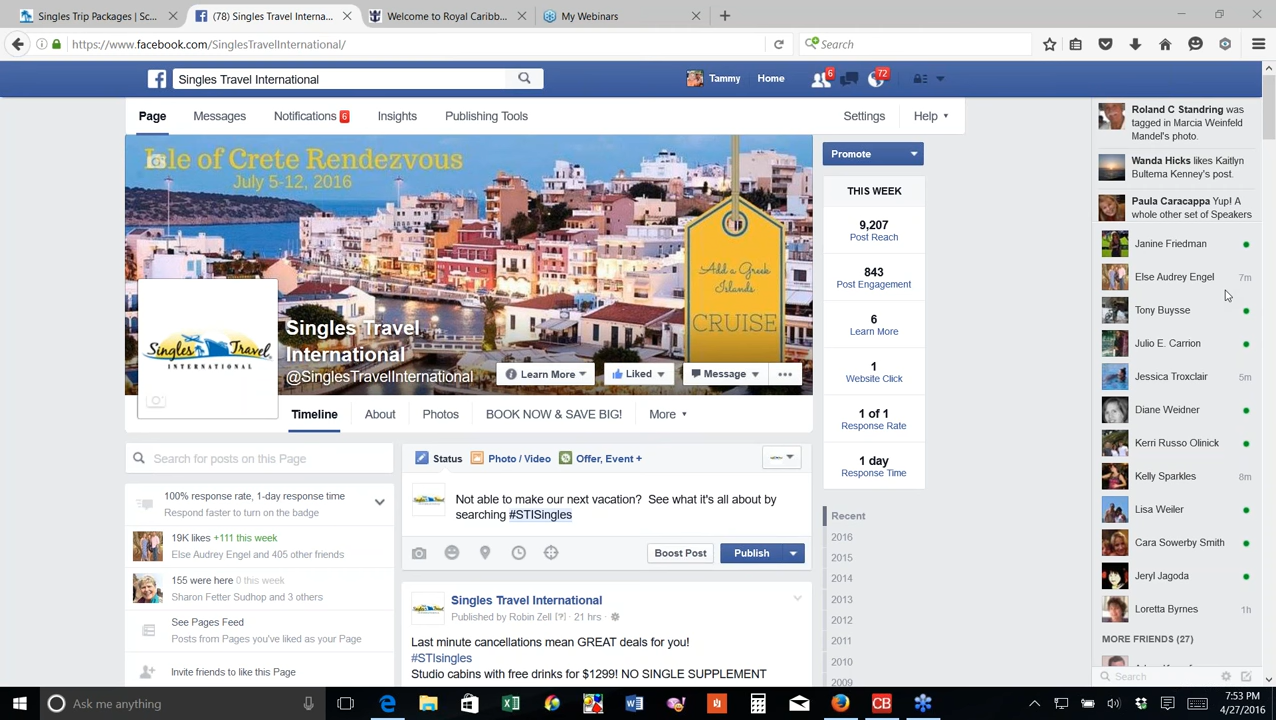 Singles Trip Packages | Sc...
(78) Singles Travel Internatio...
Welcome to Royal Caribb...
My Webinars
https://www.facebook.com/SinglesTravelInternational/
Search
Singles Travel International
Tammy
Home
6
72
Page
Messages
Notifications 6
Insights
Publishing Tools
Settings
Help
Isle of Crete Rendezvous
July 5-12, 2016
Add a Greek
Islands
CRUISE
Singles Travel
INTERNATIONAL
Singles Travel
International
@SinglesTravelInternational
Learn More
Liked
Message
Timeline
About
Photos
BOOK NOW & SAVE BIG!
More
Search for posts on this Page
100% response rate, 1-day response time
Respond faster to turn on the badge
19K likes +111 this week
Else Audrey Engel and 405 other friends
155 were here 0 this week
Sharon Fetter Sudhop and 3 others
See Pages Feed
Posts from Pages you've liked as your Page
Invite friends to like this Page
Status
Photo / Video
Offer, Event +
Not able to make our next vacation? See what it's all about by
searching #STISingles
Boost Post
Publish
Singles Travel International
Published by Robin Zell [?] · 21 hrs ·
Last minute cancellations mean GREAT deals for you!
#STIsingles
Studio cabins with free drinks for $1299! NO SINGLE SUPPLEMENT
Promote
THIS WEEK
9,207
Post Reach
843
Post Engagement
6
Learn More
1
Website Click
1 of 1
Response Rate
1 day
Response Time
Recent
2016
2015
2014
2013
2012
2011
2010
2009
Roland C Standring was
tagged in Marcia Weinfeld
Mandel's photo.
Wanda Hicks likes Kaitlyn
Bultema Kenney's post.
Paula Caracappa Yup! A
whole other set of Speakers
Janine Friedman
Else Audrey Engel 7m
Tony Buysse
Julio E. Carrion
Jessica Troxclair 5m
Diane Weidner
Kerri Russo Olinick
Kelly Sparkles 8m
Lisa Weiler
Cara Sowerby Smith
Jeryl Jagoda
Loretta Byrnes 1h
MORE FRIENDS (27)
Search
Ask me anything
CB
7:53 PM
4/27/2016